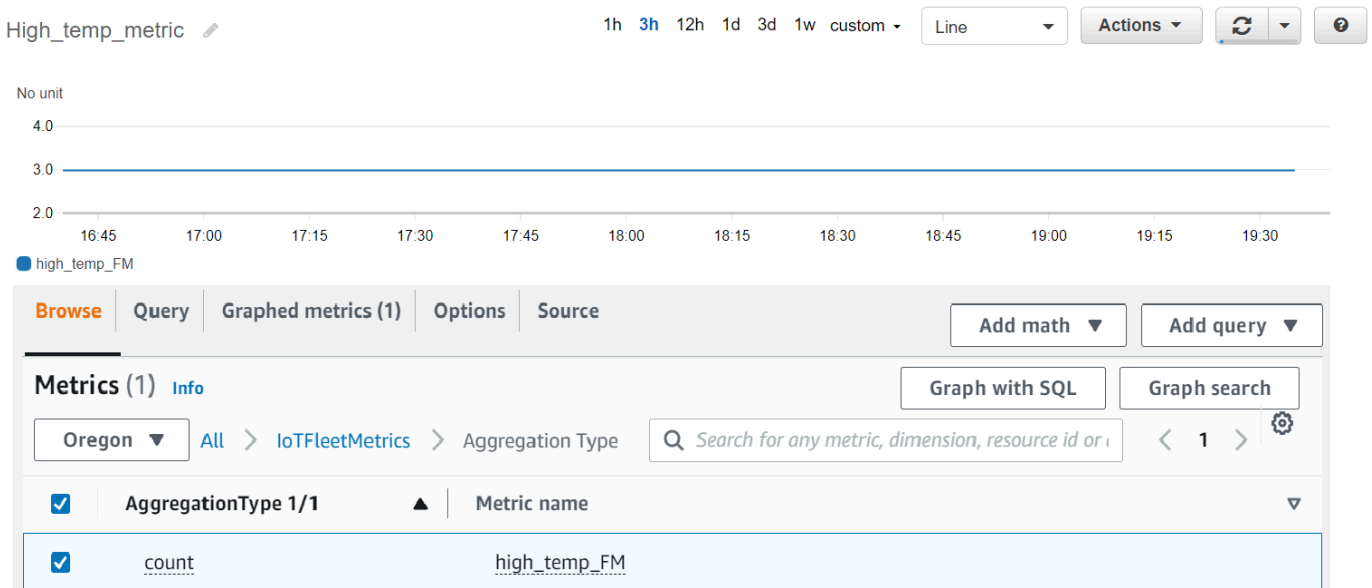 High_temp_metric 1h 3h 12h 1d 3d 1w custom Line Actions
No unit
4.0
3.0
2.0
16:45 17:00 17:15 17:30 17:45 18:00 18:15 18:30 18:45 19:00 19:15 19:30
high_temp_FM
Browse Query Graphed metrics (1) Options Source Add math Add query
Metrics (1) Info Graph with SQL Graph search
Oregon All IoTFleetMetrics Aggregation Type Search for any metric, dimension, resource id or 1
AggregationType 1/1 Metric name
count high_temp_FM